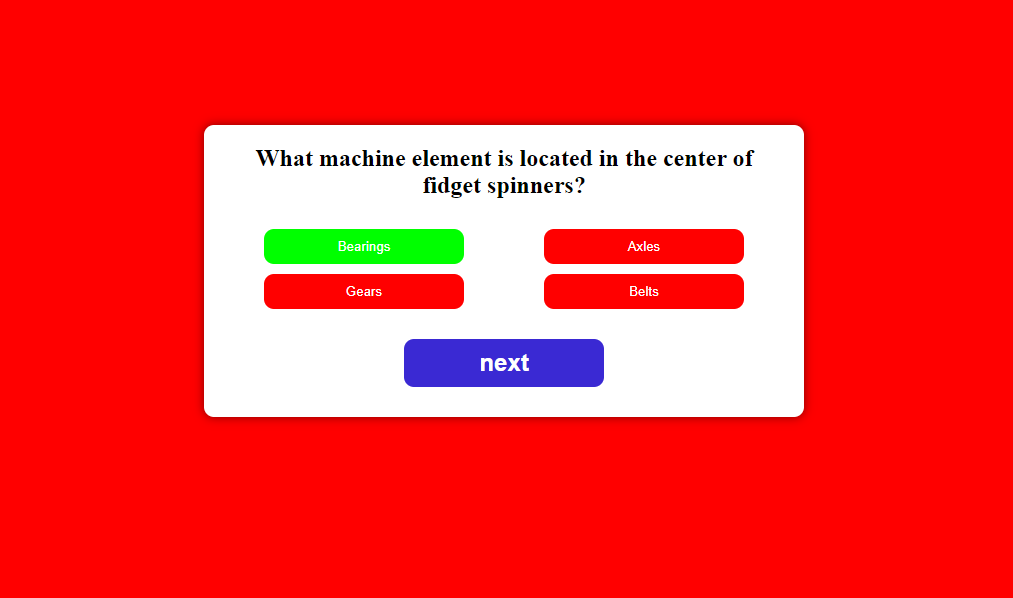 What machine element is located in the center of
fidget spinners?
Bearings
Axles
Gears
Belts
next